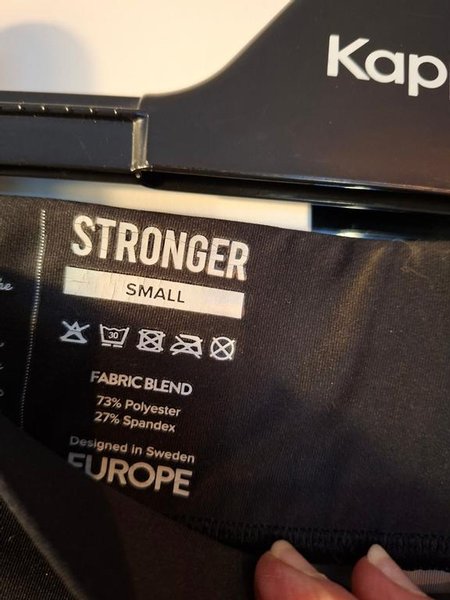 Kap
STRONGER
SMALL
30
FABRIC BLEND
73% Polyester
27% Spandex
Designed in Sweden
EUROPE